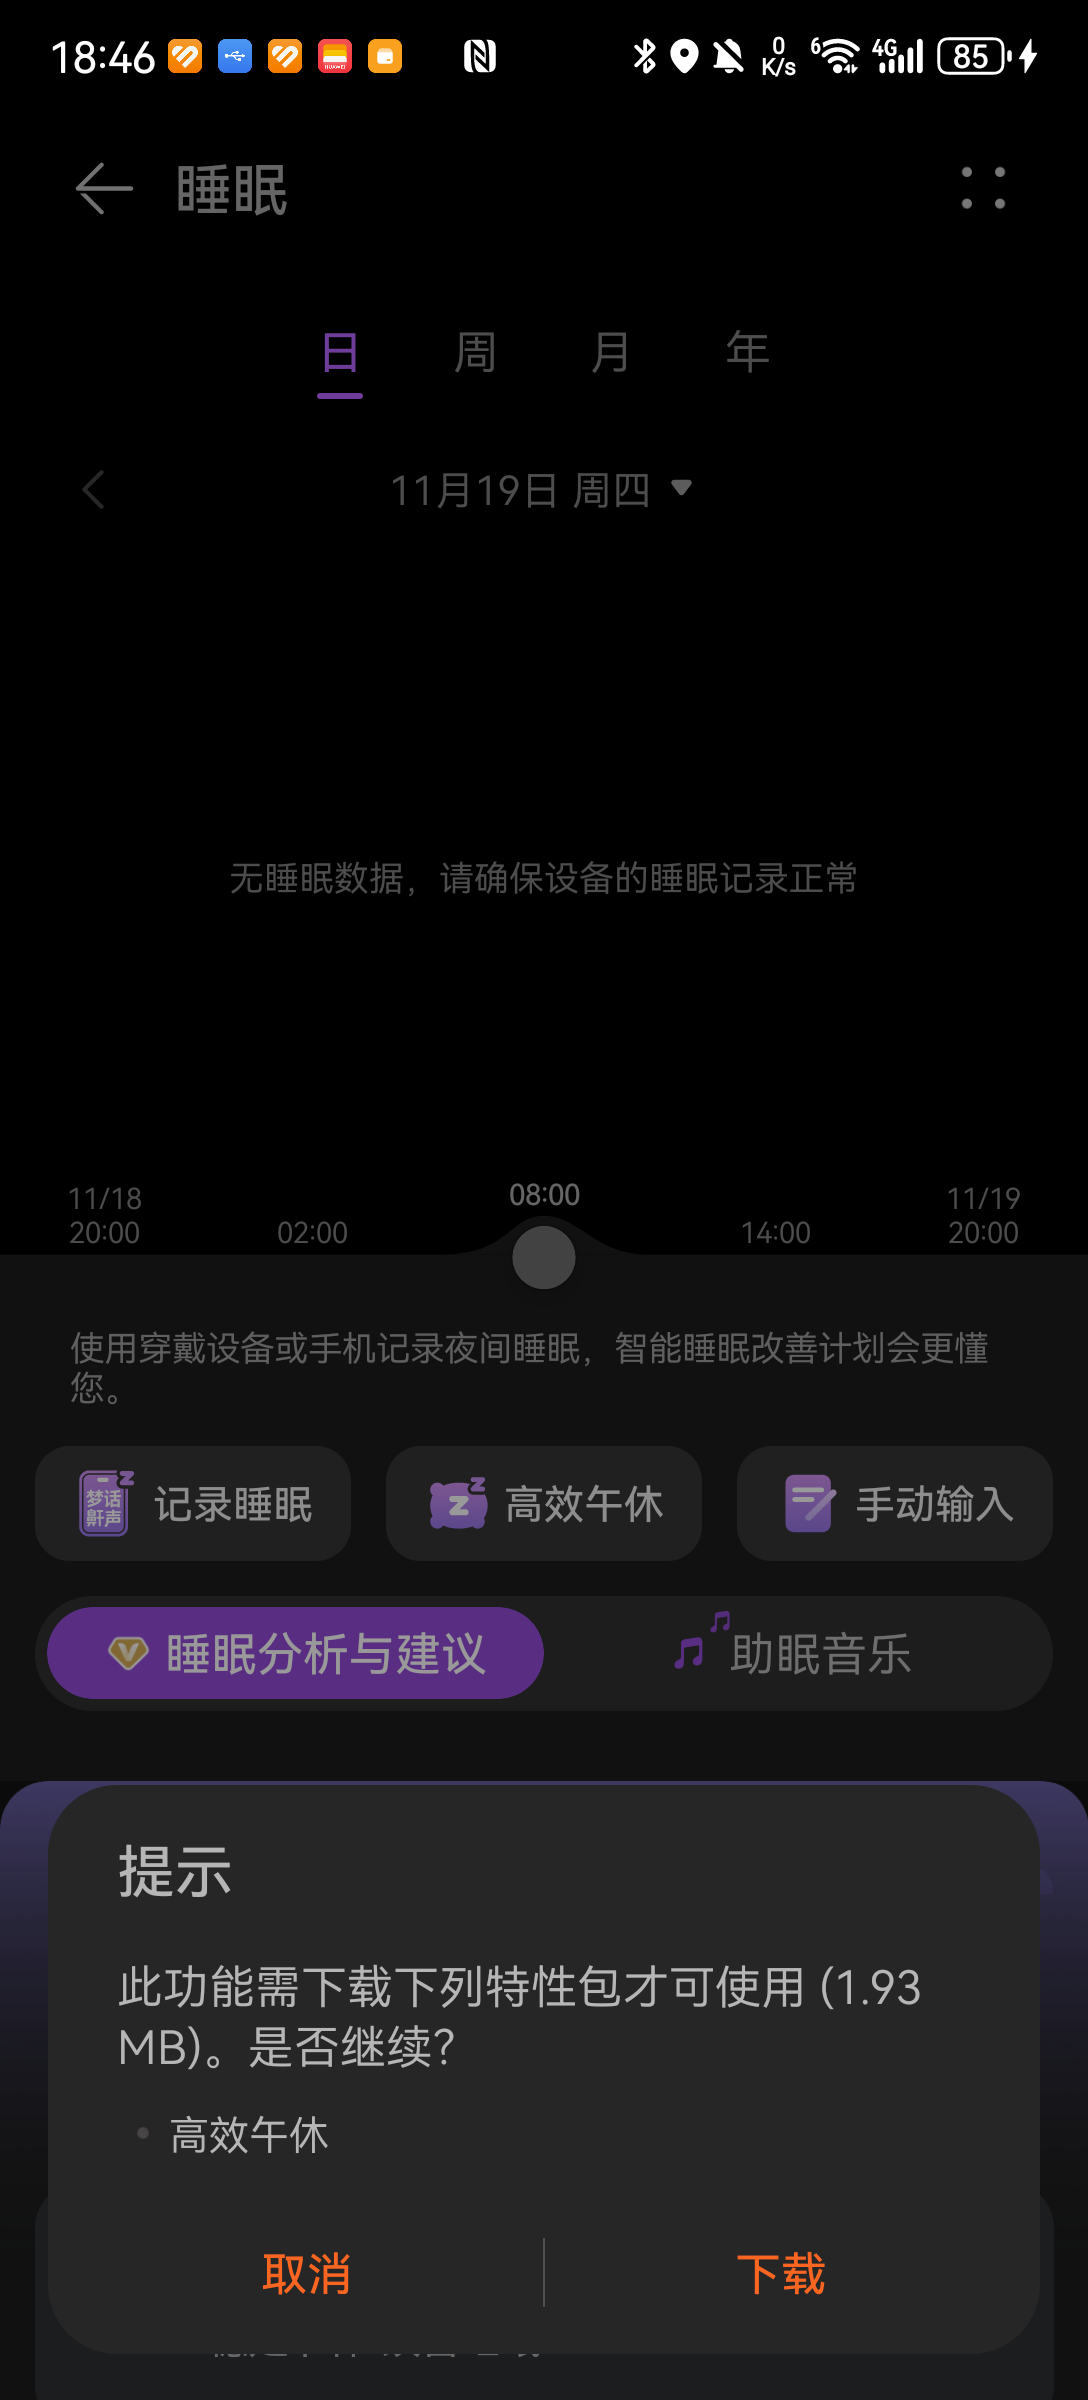 18:46
0 K/s
6
4G
85
睡眠
日 周 月 年
11月19日 周四
无睡眠数据，请确保设备的睡眠记录正常
11/18 08:00 11/19
20:00 02:00 14:00 20:00
使用穿戴设备或手机记录夜间睡眠，智能睡眠改善计划会更懂
您。
梦话
鼾声
记录睡眠 高效午休 手动输入
睡眠分析与建议 助眠音乐
提示
此功能需下载下列特性包才可使用 (1.93
MB)。是否继续？
• 高效午休
取消 下载